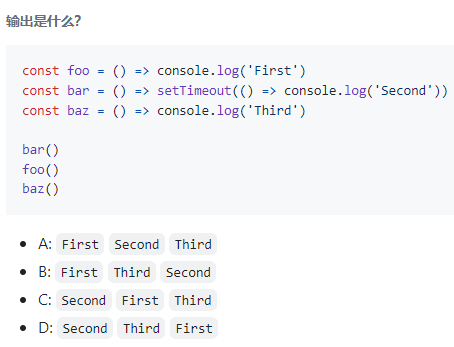 输出是什么?
const foo = () => console.log('First')
const bar = () => setTimeout(() => console.log('Second'))
const baz = () => console.log('Third')
bar()
foo()
baz()
A: First Second Third
B: First Third Second
C: Second First Third
D: Second Third First